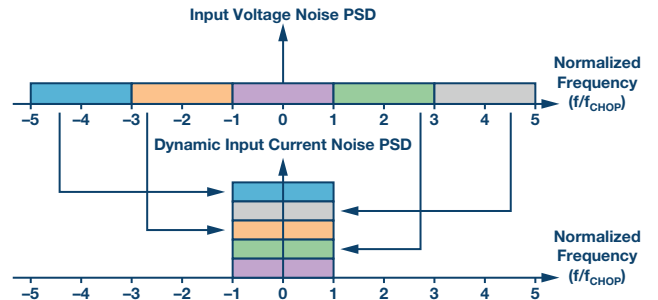 Input Voltage Noise PSD
Normalized
Frequency
(f/fCHOP)
–5 –4 –3 –2 –1 0 1 2 3 4 5
Dynamic Input Current Noise PSD
Normalized
Frequency
(f/fCHOP)
–5 –4 –3 –2 –1 0 1 2 3 4 5